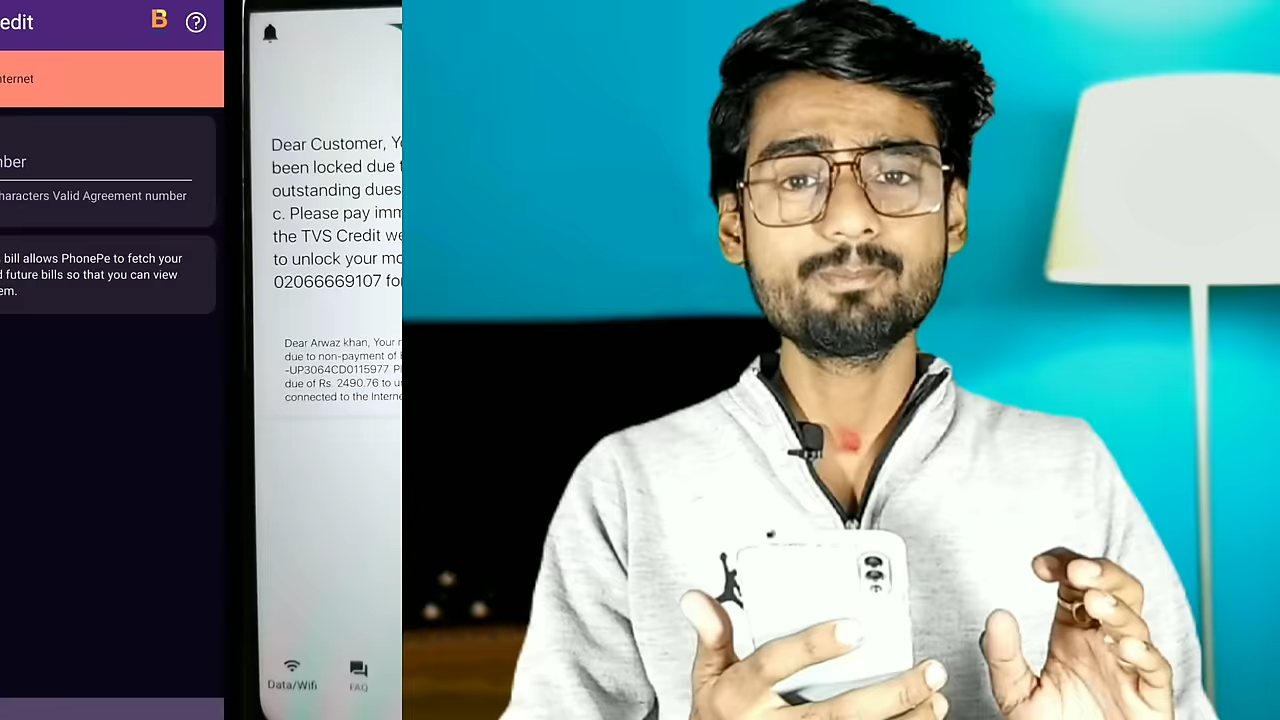 edit
B
?
nternet
nber
haracters Valid Agreement number
bill allows PhonePe to fetch your
d future bills so that you can view
em.
Dear Customer, Y
been locked due
outstanding dues
c. Please pay imm
the TVS Credit we
to unlock your mo
02066669107 fo
Dear Arwaz khan, Your
due to non-payment of
-UP3064CD0115977 P
due of Rs. 2490.76 to u
connected to the Interne
Data/Wifi
FAQ